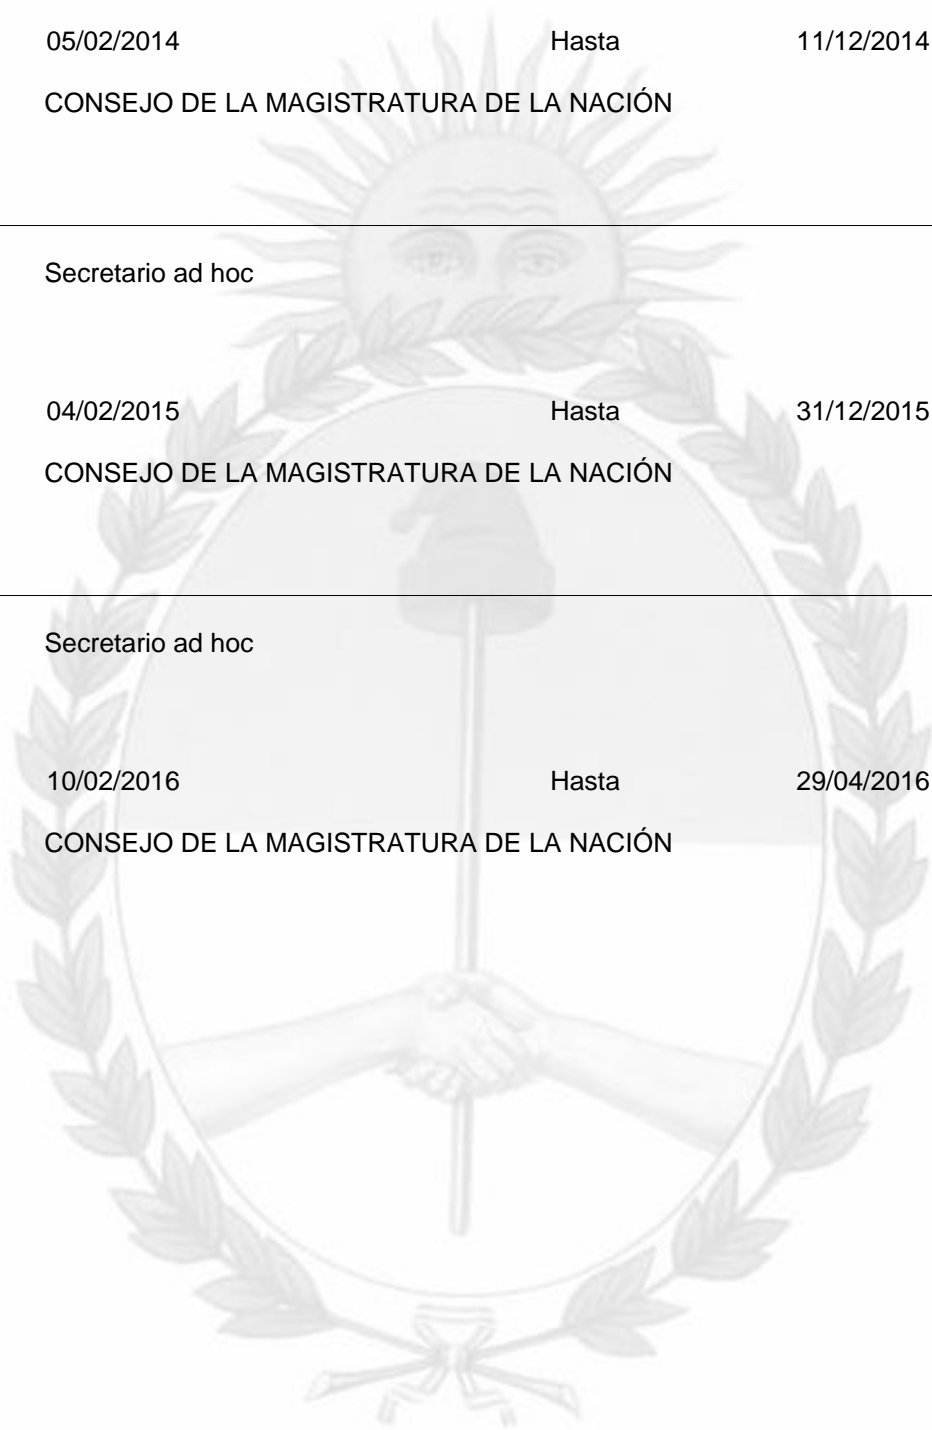 05/02/2014 Hasta 11/12/2014
CONSEJO DE LA MAGISTRATURA DE LA NACIÓN
Secretario ad hoc
04/02/2015 Hasta 31/12/2015
CONSEJO DE LA MAGISTRATURA DE LA NACIÓN
Secretario ad hoc
10/02/2016 Hasta 29/04/2016
CONSEJO DE LA MAGISTRATURA DE LA NACIÓN